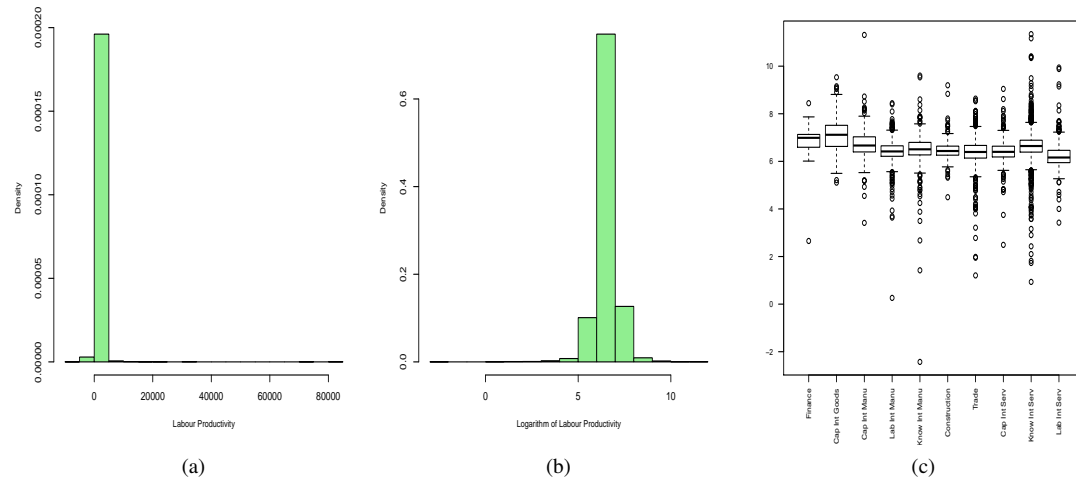 0.00000 0.00005 0.00010 0.00015 0.00020
Density
0 20000 40000 60000 80000
Labour Productivity
(a)
0.0 0.2 0.4 0.6
Density
0 5 10
Logarithm of Labour Productivity
(b)
−2 0 2 4 6 8 10
Finance
Cap Int Goods
Cap Int Manu
Lab Int Manu
Know Int Manu
Construction
Trade
Cap Int Serv
Know Int Serv
Lab Int Serv
(c)